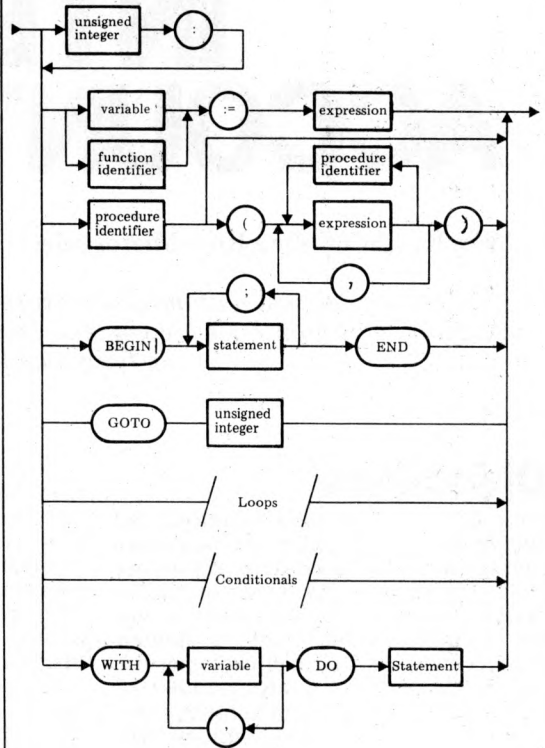 unsigned
integer
:
variable
:=
expression
function
identifier
procedure
identifier
procedure
identifier
(
expression
)
,
;
BEGIN
statement
END
GOTO
unsigned
integer
Loops
Conditionals
WITH
variable
DO
Statement
,